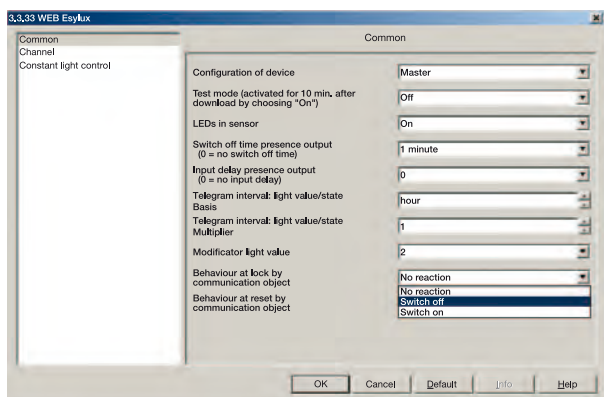 3.3.33 WEB Esylux
Common
Channel
Constant light control
Common
Configuration of device
Master
Test mode (activated for 10 min. after
download by choosing "On")
Off
LEDs in sensor
On
Switch off time presence output
(0 = no switch off time)
1 minute
Input delay presence output
(0 = no input delay)
0
Telegram interval: light value/state
Basis
hour
Telegram interval: light value/state
Multiplier
1
Modificator light value
2
Behaviour at lock by
communication object
No reaction
No reaction
Switch off
Switch on
Behaviour at reset by
communication object
OK
Cancel
Default
Info
Help